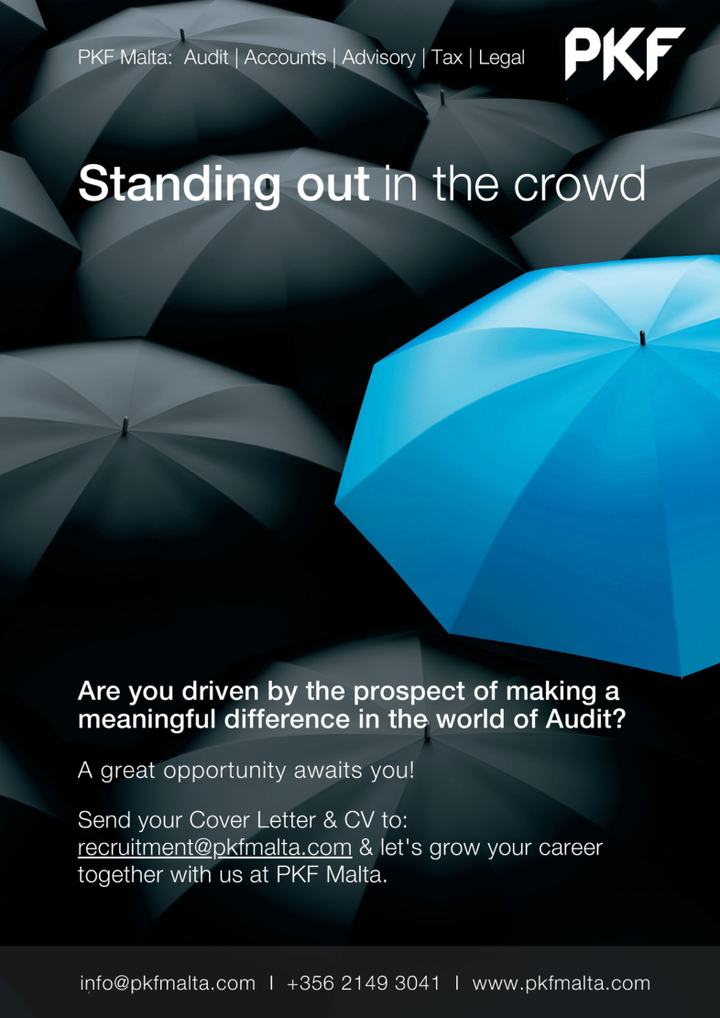 PKF Malta: Audit | Accounts | Advisory | Tax | Legal
PKF
Standing out in the crowd
Are you driven by the prospect of making a
meaningful difference in the world of Audit?
A great opportunity awaits you!
Send your Cover Letter & CV to:
recruitment@pkfmalta.com & let's grow your career
together with us at PKF Malta.
info@pkfmalta.com I +356 2149 3041 I www.pkfmalta.com